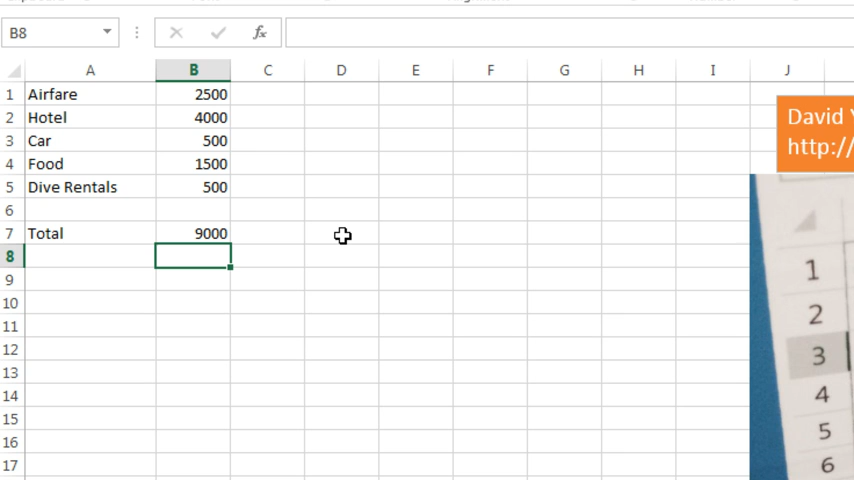 B8
fx
A B C D E F G H I J
1 Airfare 2500
2 Hotel 4000
3 Car 500
4 Food 1500
5 Dive Rentals 500
6
7 Total 9000
8
9
10
11
12
13
14
15
16
17
David
http://
1
2
3
4
5
6